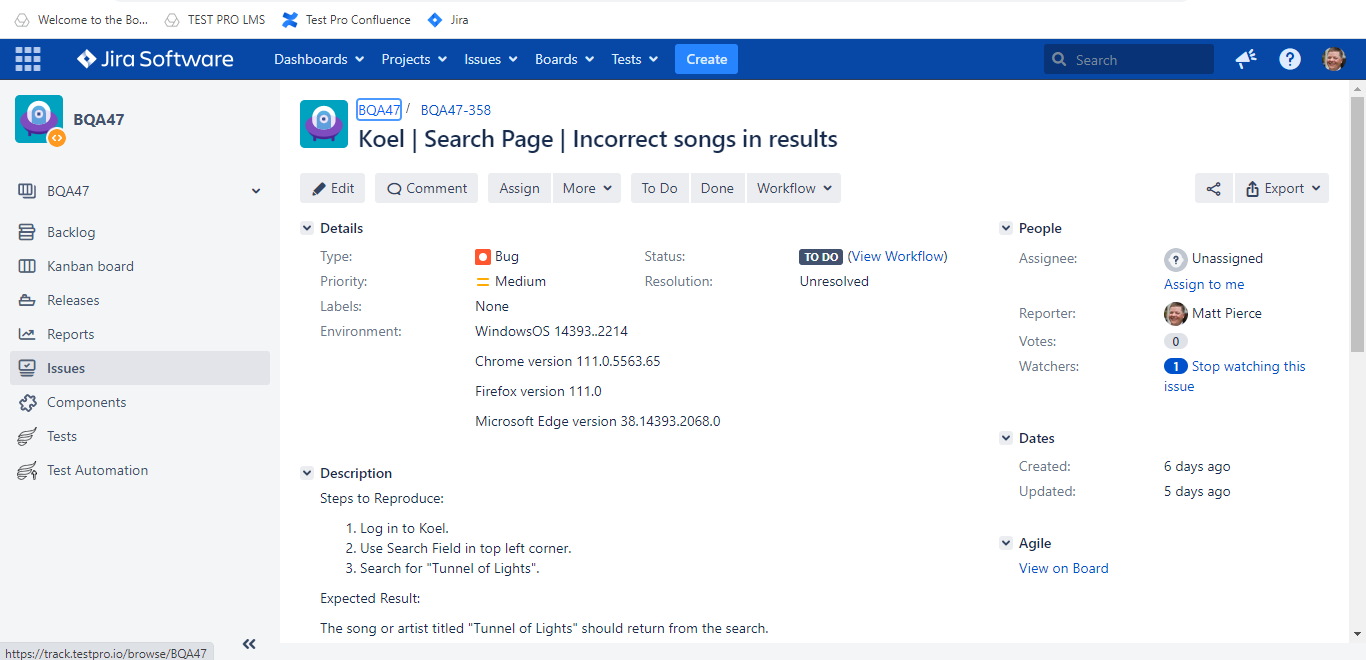 Welcome to the Bo...
TEST PRO LMS
Test Pro Confluence
Jira
Jira Software
Dashboards
Projects
Issues
Boards
Tests
Create
Search
BQA47
BQA47
Backlog
Kanban board
Releases
Reports
Issues
Components
Tests
Test Automation
BQA47 / BQA47-358
Koel | Search Page | Incorrect songs in results
Edit
Comment
Assign
More
To Do
Done
Workflow
Export
Details
Type: Bug
Status: TO DO (View Workflow)
Priority: Medium
Resolution: Unresolved
Labels: None
Environment: WindowsOS 14393..2214
Chrome version 111.0.5563.65
Firefox version 111.0
Microsoft Edge version 38.14393.2068.0
Description
Steps to Reproduce:
1. Log in to Koel.
2. Use Search Field in top left corner.
3. Search for "Tunnel of Lights".
Expected Result:
The song or artist titled "Tunnel of Lights" should return from the search.
People
Assignee: Unassigned
Assign to me
Reporter: Matt Pierce
Votes: 0
Watchers: 1 Stop watching this
issue
Dates
Created: 6 days ago
Updated: 5 days ago
Agile
View on Board
https://track.testpro.io/browse/BQA47